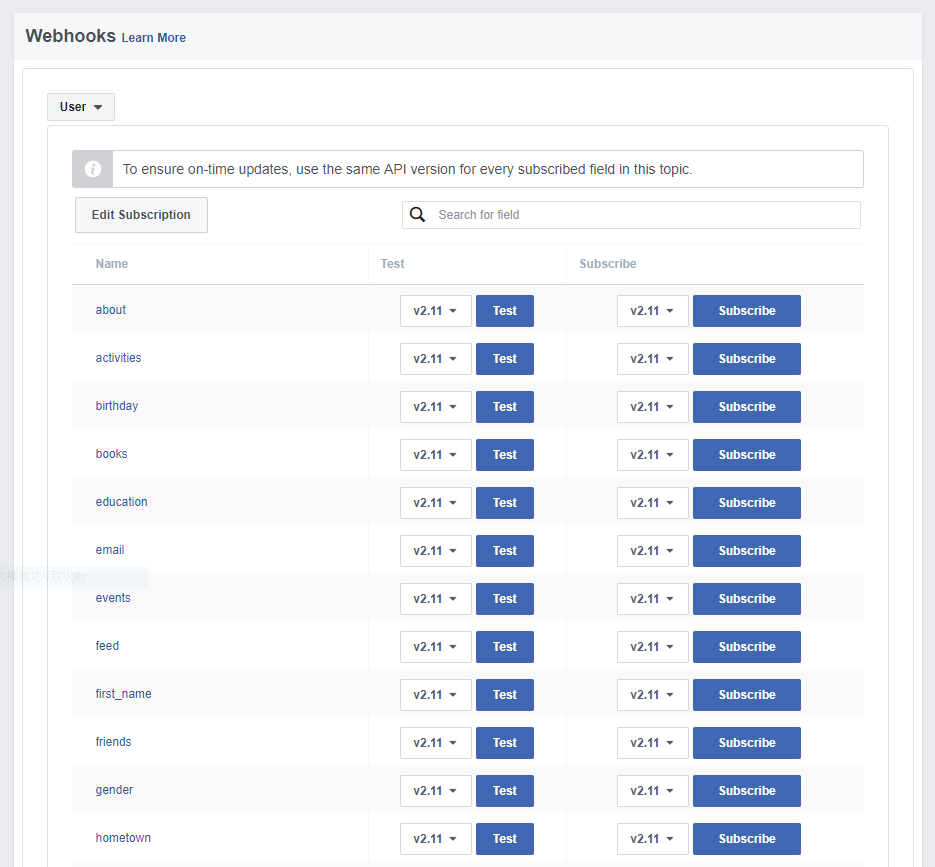 Webhooks Learn More
User
To ensure on-time updates, use the same API version for every subscribed field in this topic.
Edit Subscription
Search for field
Name Test Subscribe
about v2.11 Test v2.11 Subscribe
activities v2.11 Test v2.11 Subscribe
birthday v2.11 Test v2.11 Subscribe
books v2.11 Test v2.11 Subscribe
education v2.11 Test v2.11 Subscribe
email v2.11 Test v2.11 Subscribe
切り取り(R)
events v2.11 Test v2.11 Subscribe
feed v2.11 Test v2.11 Subscribe
first_name v2.11 Test v2.11 Subscribe
friends v2.11 Test v2.11 Subscribe
gender v2.11 Test v2.11 Subscribe
hometown v2.11 Test v2.11 Subscribe